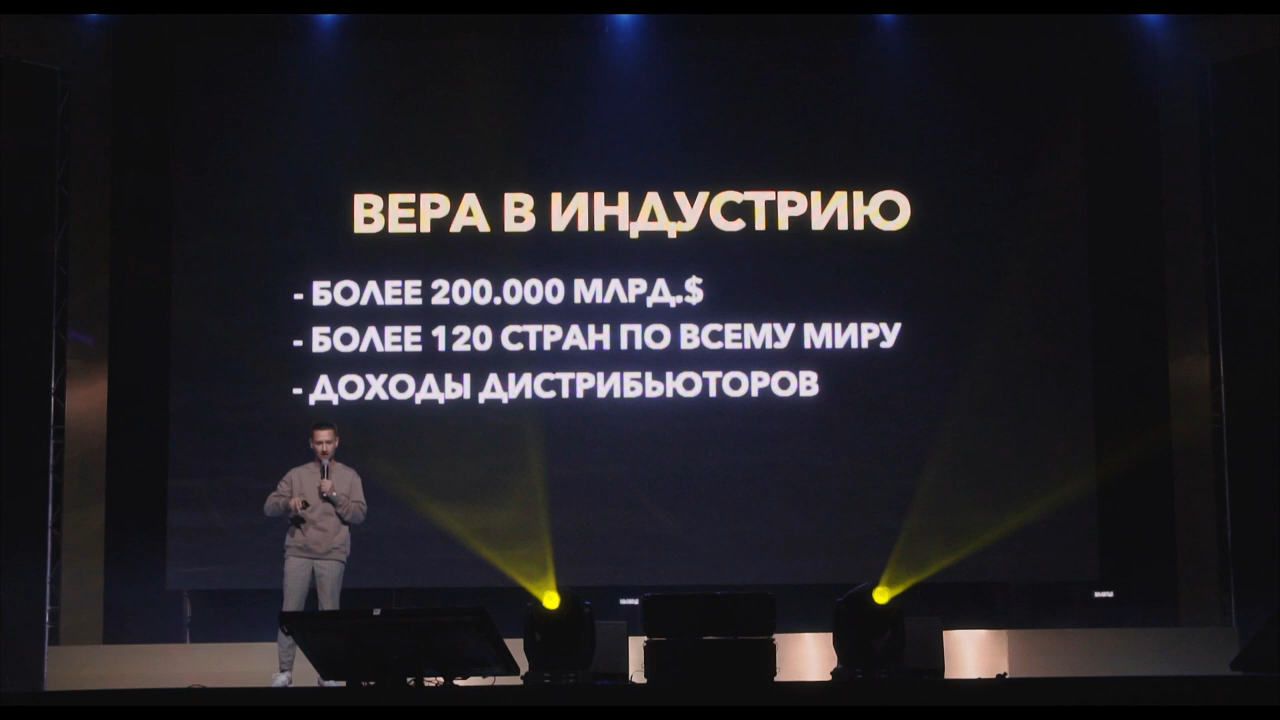 ВЕРА В ИНДУСТРИЮ
- БОЛЕЕ 200.000 МЛРД.$
- БОЛЕЕ 120 СТРАН ПО ВСЕМУ МИРУ
- ДОХОДЫ ДИСТРИБЬЮТОРОВ